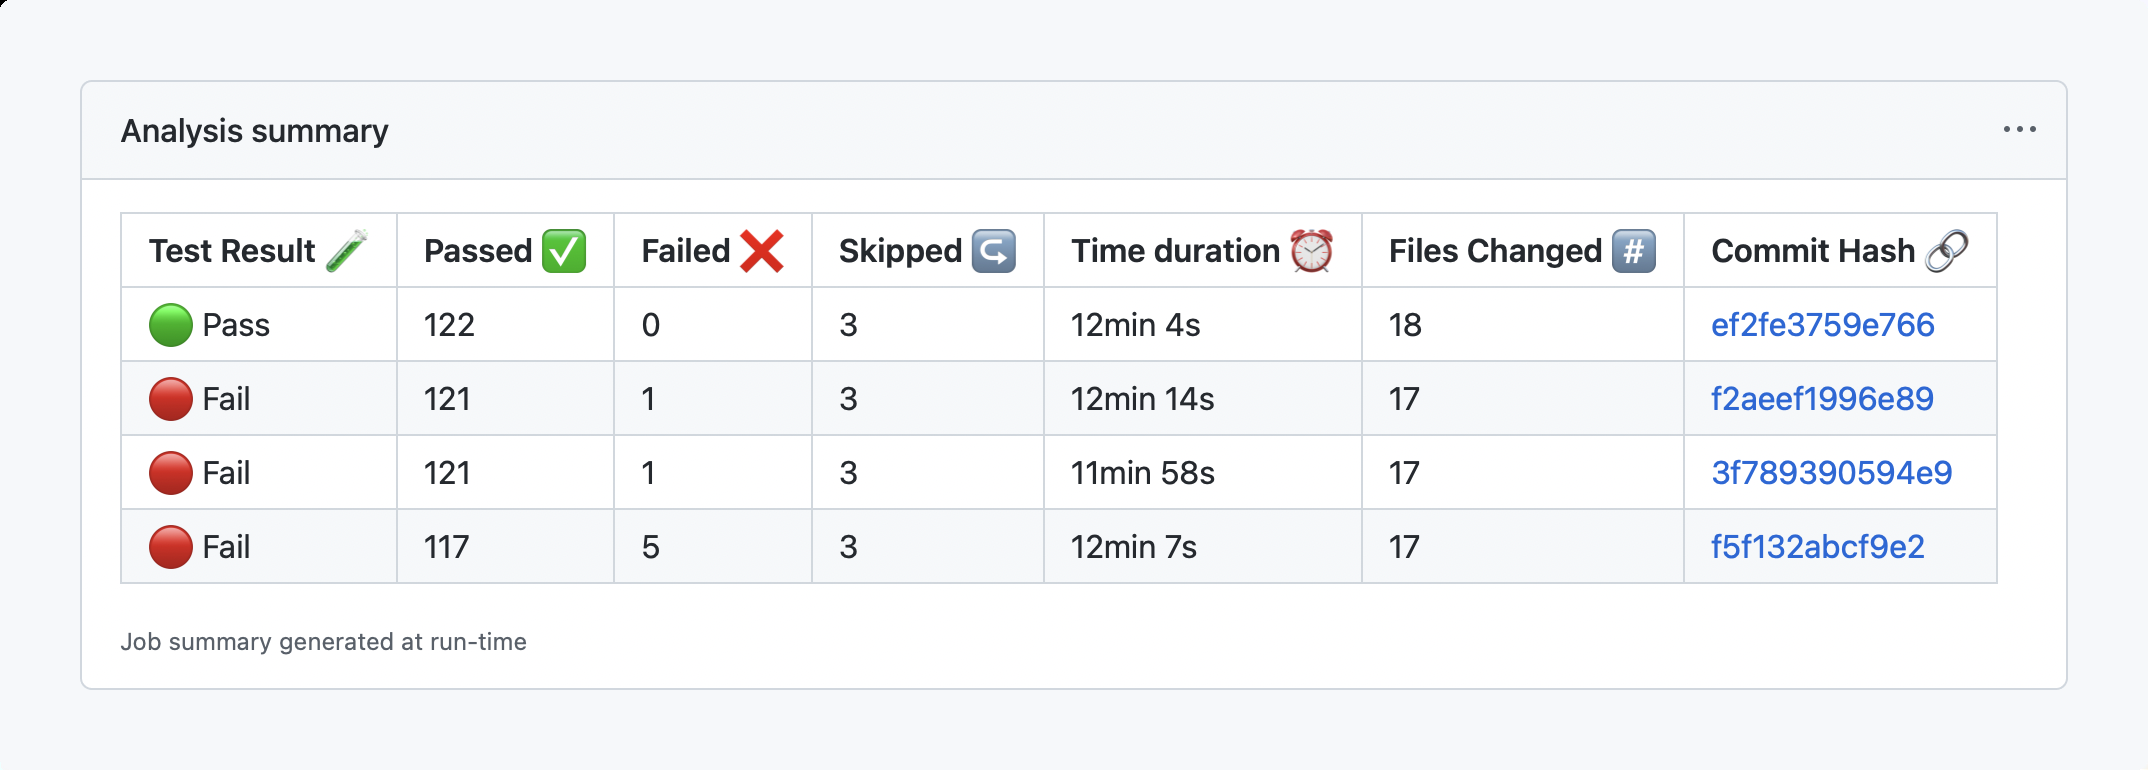 Analysis summary
Test Result 🧪 Passed ✅ Failed ❌ Skipped ↪️ Time duration ⏰ Files Changed #️⃣ Commit Hash 🔗
🟢 Pass 122 0 3 12min 4s 18 ef2fe3759e766
🔴 Fail 121 1 3 12min 14s 17 f2aeef1996e89
🔴 Fail 121 1 3 11min 58s 17 3f789390594e9
🔴 Fail 117 5 3 12min 7s 17 f5f132abcf9e2
Job summary generated at run-time